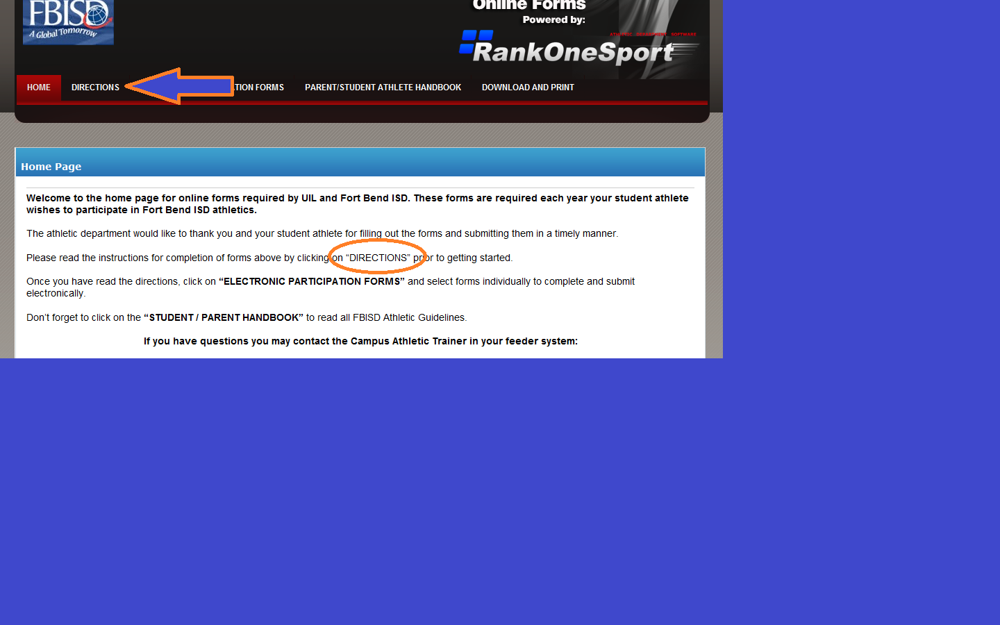 FBISD
A Global Tomorrow
Online Forms
Powered by:
RankOneSport
HOME DIRECTIONS FORMS PARENT/STUDENT ATHLETE HANDBOOK DOWNLOAD AND PRINT
Home Page
Welcome to the home page for online forms required by UIL and Fort Bend ISD. These forms are required each year your student athlete
wishes to participate in Fort Bend ISD athletics.
The athletic department would like to thank you and your student athlete for filling out the forms and submitting them in a timely manner.
Please read the instructions for completion of forms above by clicking on “DIRECTIONS” prior to getting started.
Once you have read the directions, click on “ELECTRONIC PARTICIPATION FORMS” and select forms individually to complete and submit
electronically.
Don’t forget to click on the “STUDENT / PARENT HANDBOOK” to read all FBISD Athletic Guidelines.
If you have questions you may contact the Campus Athletic Trainer in your feeder system: